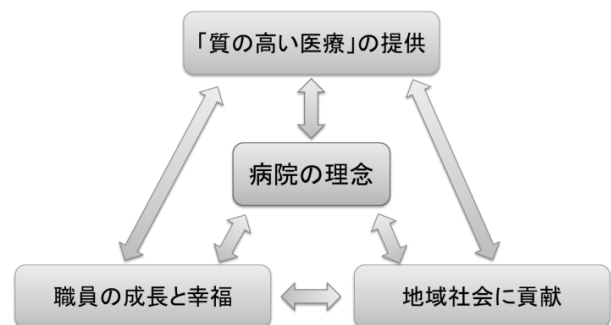 「質の高い医療」の提供
病院の理念
職員の成長と幸福
地域社会に貢献